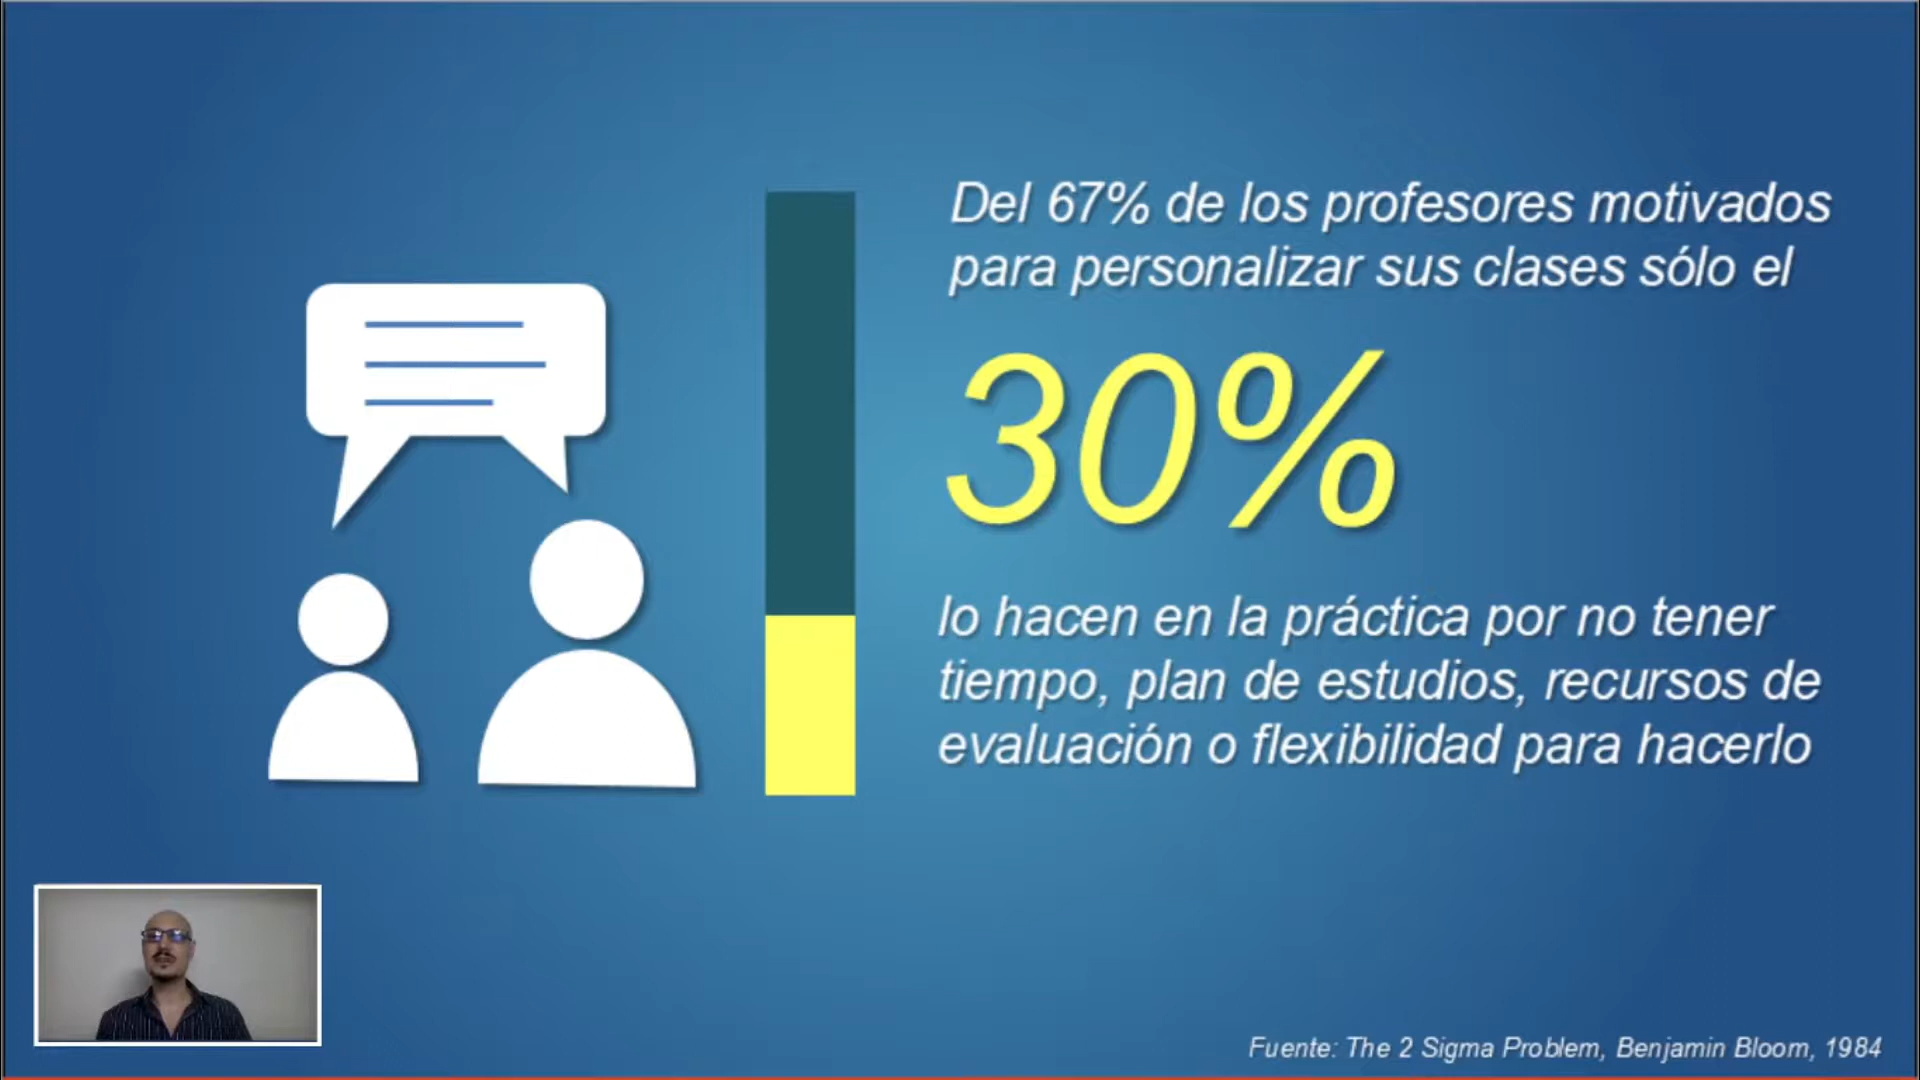 Del 67% de los profesores motivados
para personalizar sus clases sólo el
30%
lo hacen en la práctica por no tener
tiempo, plan de estudios, recursos de
evaluación o flexibilidad para hacerlo
Fuente: The 2 Sigma Problem, Benjamin Bloom, 1984